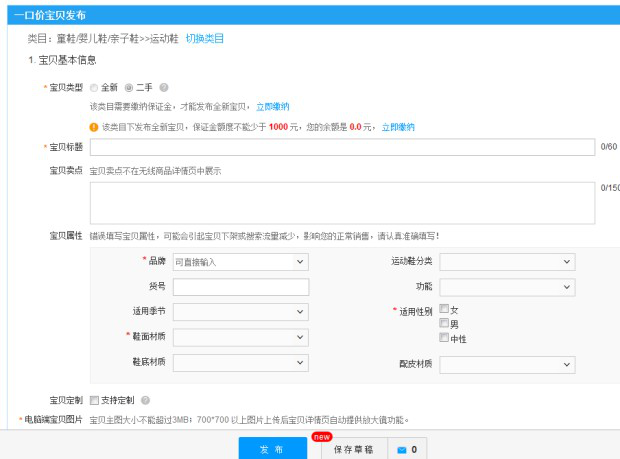 一口价宝贝发布
类目：童鞋/婴儿鞋/亲子鞋>>运动鞋 切换类目
1. 宝贝基本信息
* 宝贝类型 全新 二手 ?
该类目需要缴纳保证金，才能发布全新宝贝，立即缴纳
! 该类目下发布全新宝贝，保证金额度不能少于 1000 元，您的余额是 0.0 元，立即缴纳
* 宝贝标题 0/60
宝贝卖点 宝贝卖点不在无线商品详情页中展示
0/150
宝贝属性 错误填写宝贝属性，可能会引起宝贝下架或搜索流量减少，影响您的正常销售，请认真准确填写！
* 品牌 可直接输入 运动鞋分类
货号 功能
适用季节 * 适用性别 女
男
* 鞋面材质 中性
鞋底材质 配皮材质
宝贝定制 支持定制 ?
* 电脑端宝贝图片 宝贝主图大小不能超过3MB；700*700 以上图片上传后宝贝详情页自动提供放大镜功能。
new
发布 保存草稿 0